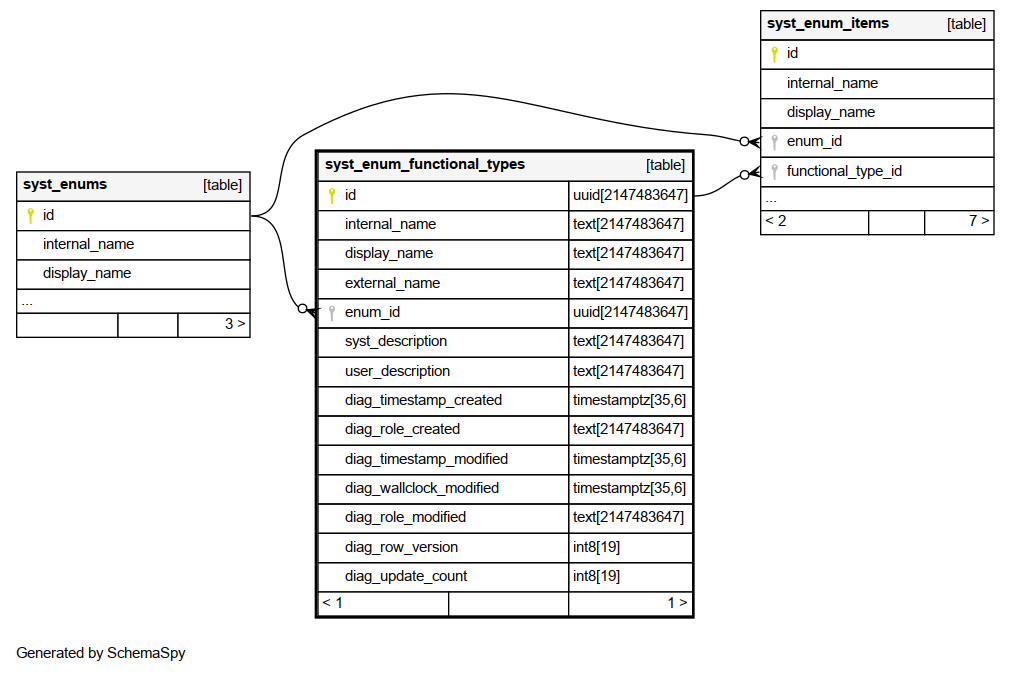 syst_enum_items [table]
id
internal_name
display_name
enum_id
functional_type_id
...
< 2 7 >
syst_enum_functional_types [table]
id uuid[2147483647]
internal_name text[2147483647]
display_name text[2147483647]
external_name text[2147483647]
enum_id uuid[2147483647]
syst_description text[2147483647]
user_description text[2147483647]
diag_timestamp_created timestamptz[35,6]
diag_role_created text[2147483647]
diag_timestamp_modified timestamptz[35,6]
diag_wallclock_modified timestamptz[35,6]
diag_role_modified text[2147483647]
diag_row_version int8[19]
diag_update_count int8[19]
< 1 1 >
syst_enums [table]
id
internal_name
display_name
...
3 >
Generated by SchemaSpy